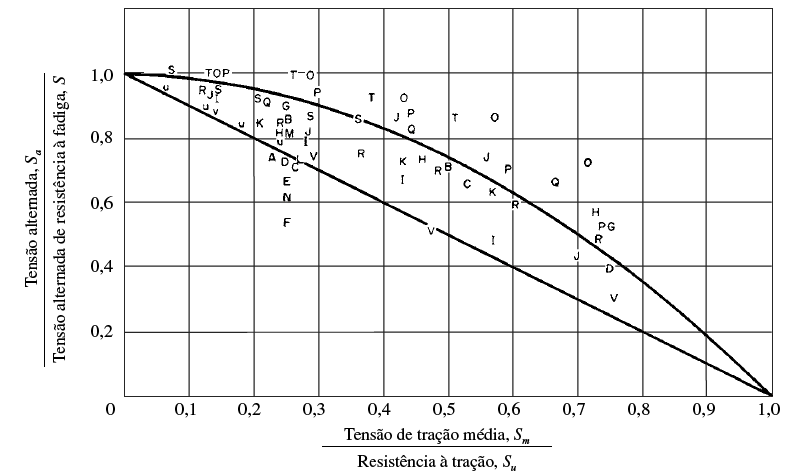 1,0
0,8
0,6
0,4
0,2
0
0,1
0,2
0,3
0,4
0,5
0,6
0,7
0,8
0,9
1,0
Tensão alternada, Sa
Tensão alternada de resistência à fadiga, S
Tensão de tração média, Sm
Resistência à tração, Su
S
TOP
T O
P
T
O
u
R
J
S
I
u
v
S
Q
G
S
S
J
P
T
O
Q
u
K
R
B
H
M
J
I
u
A
D
L
V
C
E
N
F
R
K
H
R
B
J
P
I
C
K
Q
O
R
V
I
H
P
G
R
J
D
V